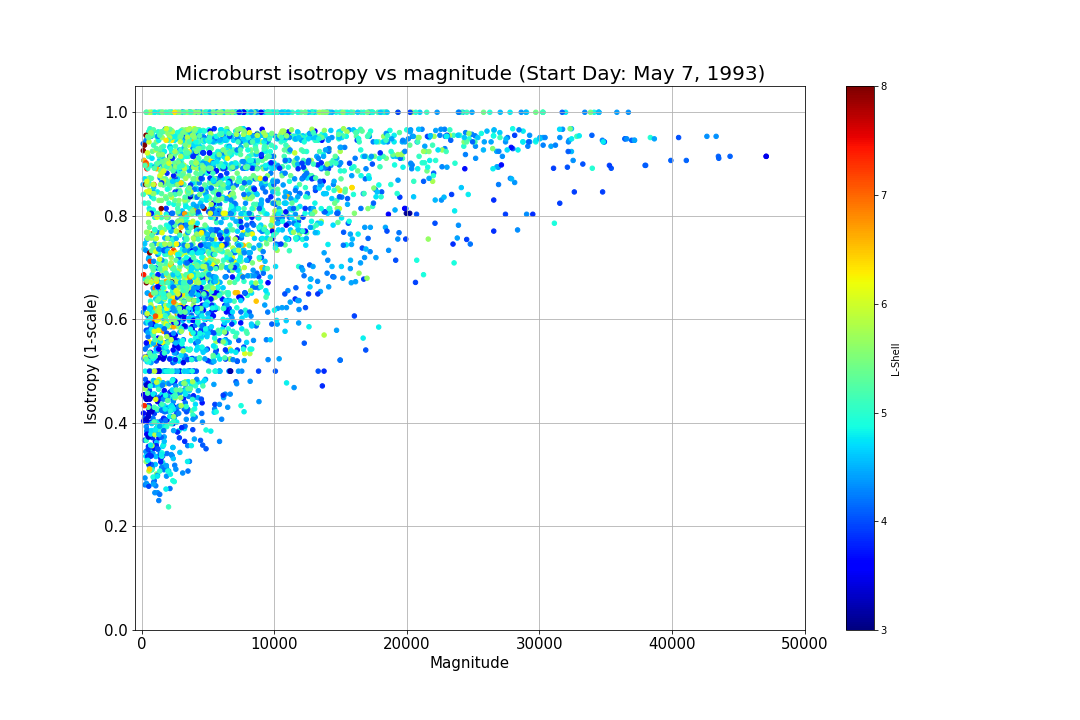 Microburst isotropy vs magnitude (Start Day: May 7, 1993)
1.0
0.8
0.6
0.4
0.2
0.0
Isotropy (1-scale)
0 10000 20000 30000 40000 50000
Magnitude
8
7
6
5
4
3
L-Shell